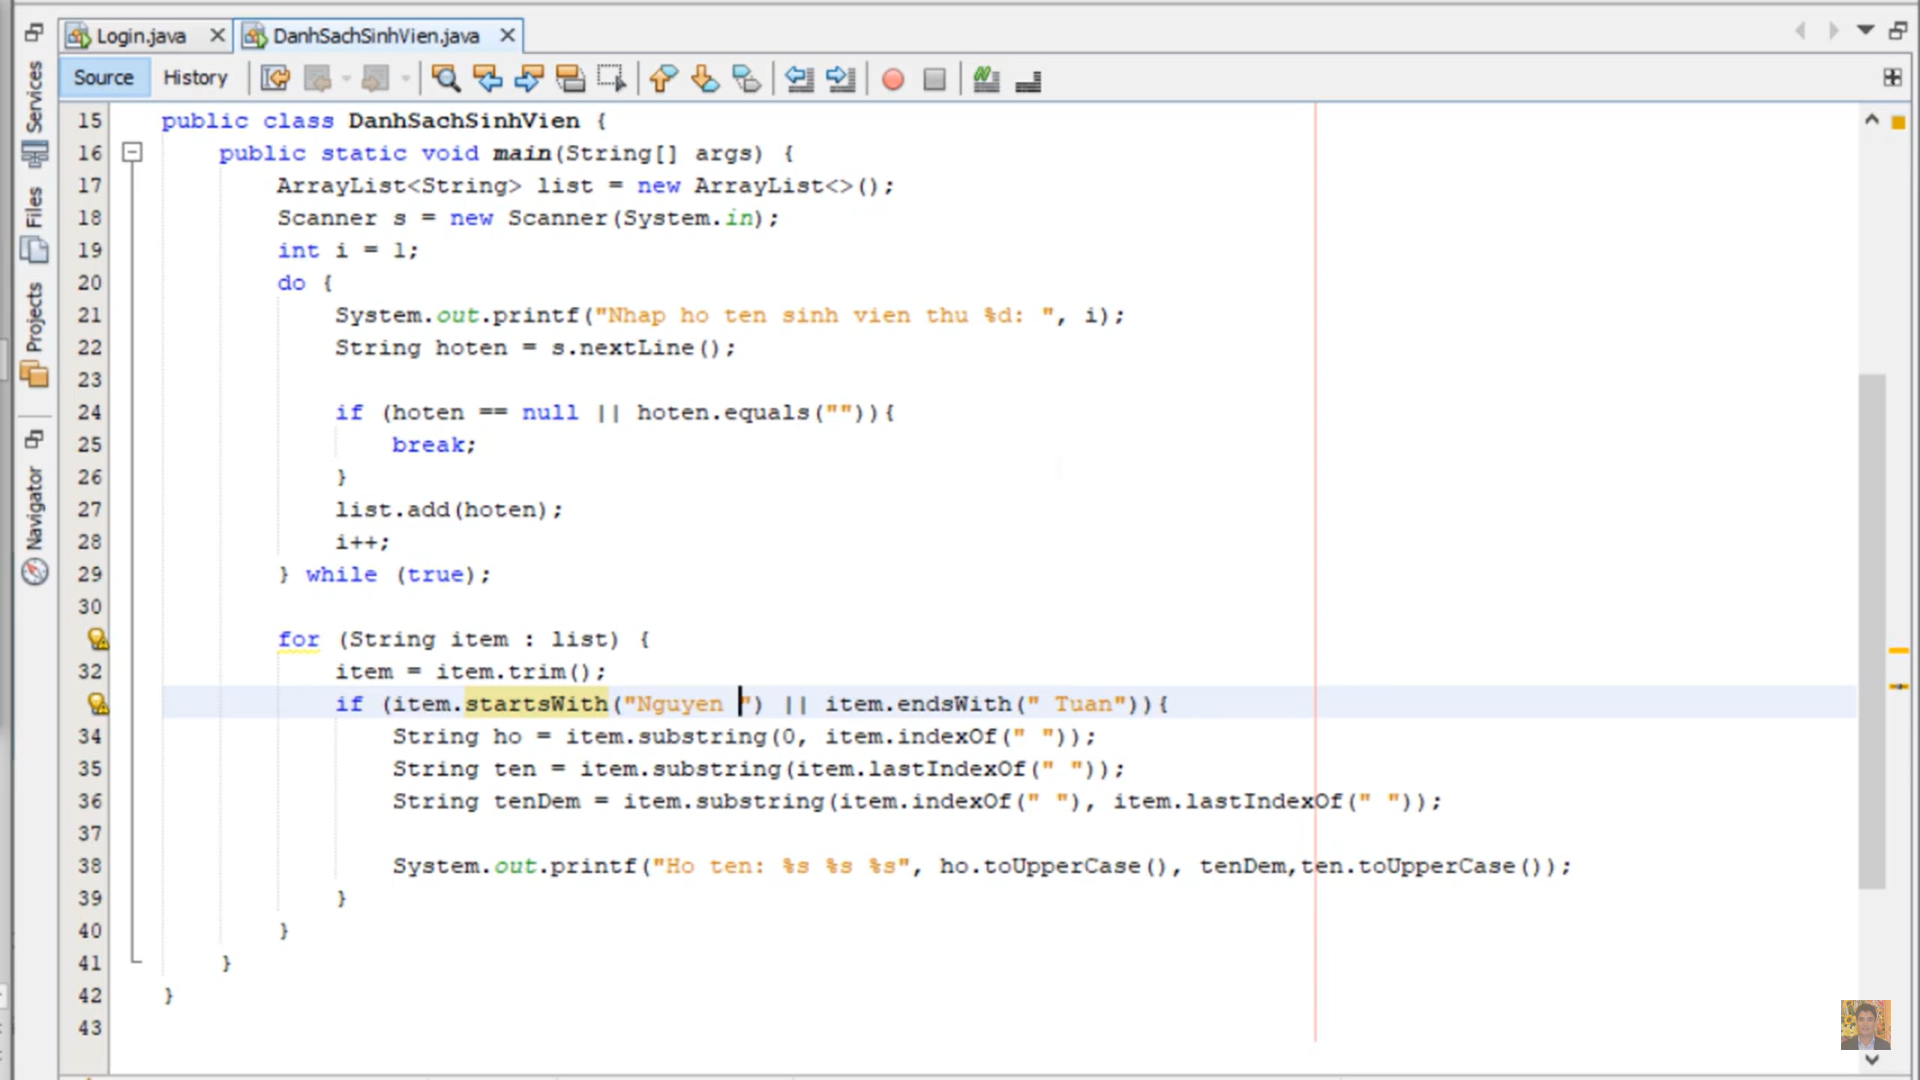 Login.java DanhSachSinhVien.java
Source History
Services
Files
Projects
Navigator
15 public class DanhSachSinhVien {
16 public static void main(String[] args) {
17 ArrayList<String> list = new ArrayList<>();
18 Scanner s = new Scanner(System.in);
19 int i = 1;
20 do {
21 System.out.printf("Nhap ho ten sinh vien thu %d: ", i);
22 String hoten = s.nextLine();
23
24 if (hoten == null || hoten.equals("")){
25 break;
26 }
27 list.add(hoten);
28 i++;
29 } while (true);
30
for (String item : list) {
32 item = item.trim();
if (item.startsWith("Nguyen ") || item.endsWith(" Tuan")){
34 String ho = item.substring(0, item.indexOf(" "));
35 String ten = item.substring(item.lastIndexOf(" "));
36 String tenDem = item.substring(item.indexOf(" "), item.lastIndexOf(" "));
37
38 System.out.printf("Ho ten: %s %s %s", ho.toUpperCase(), tenDem,ten.toUpperCase());
39 }
40 }
41 }
42 }
43